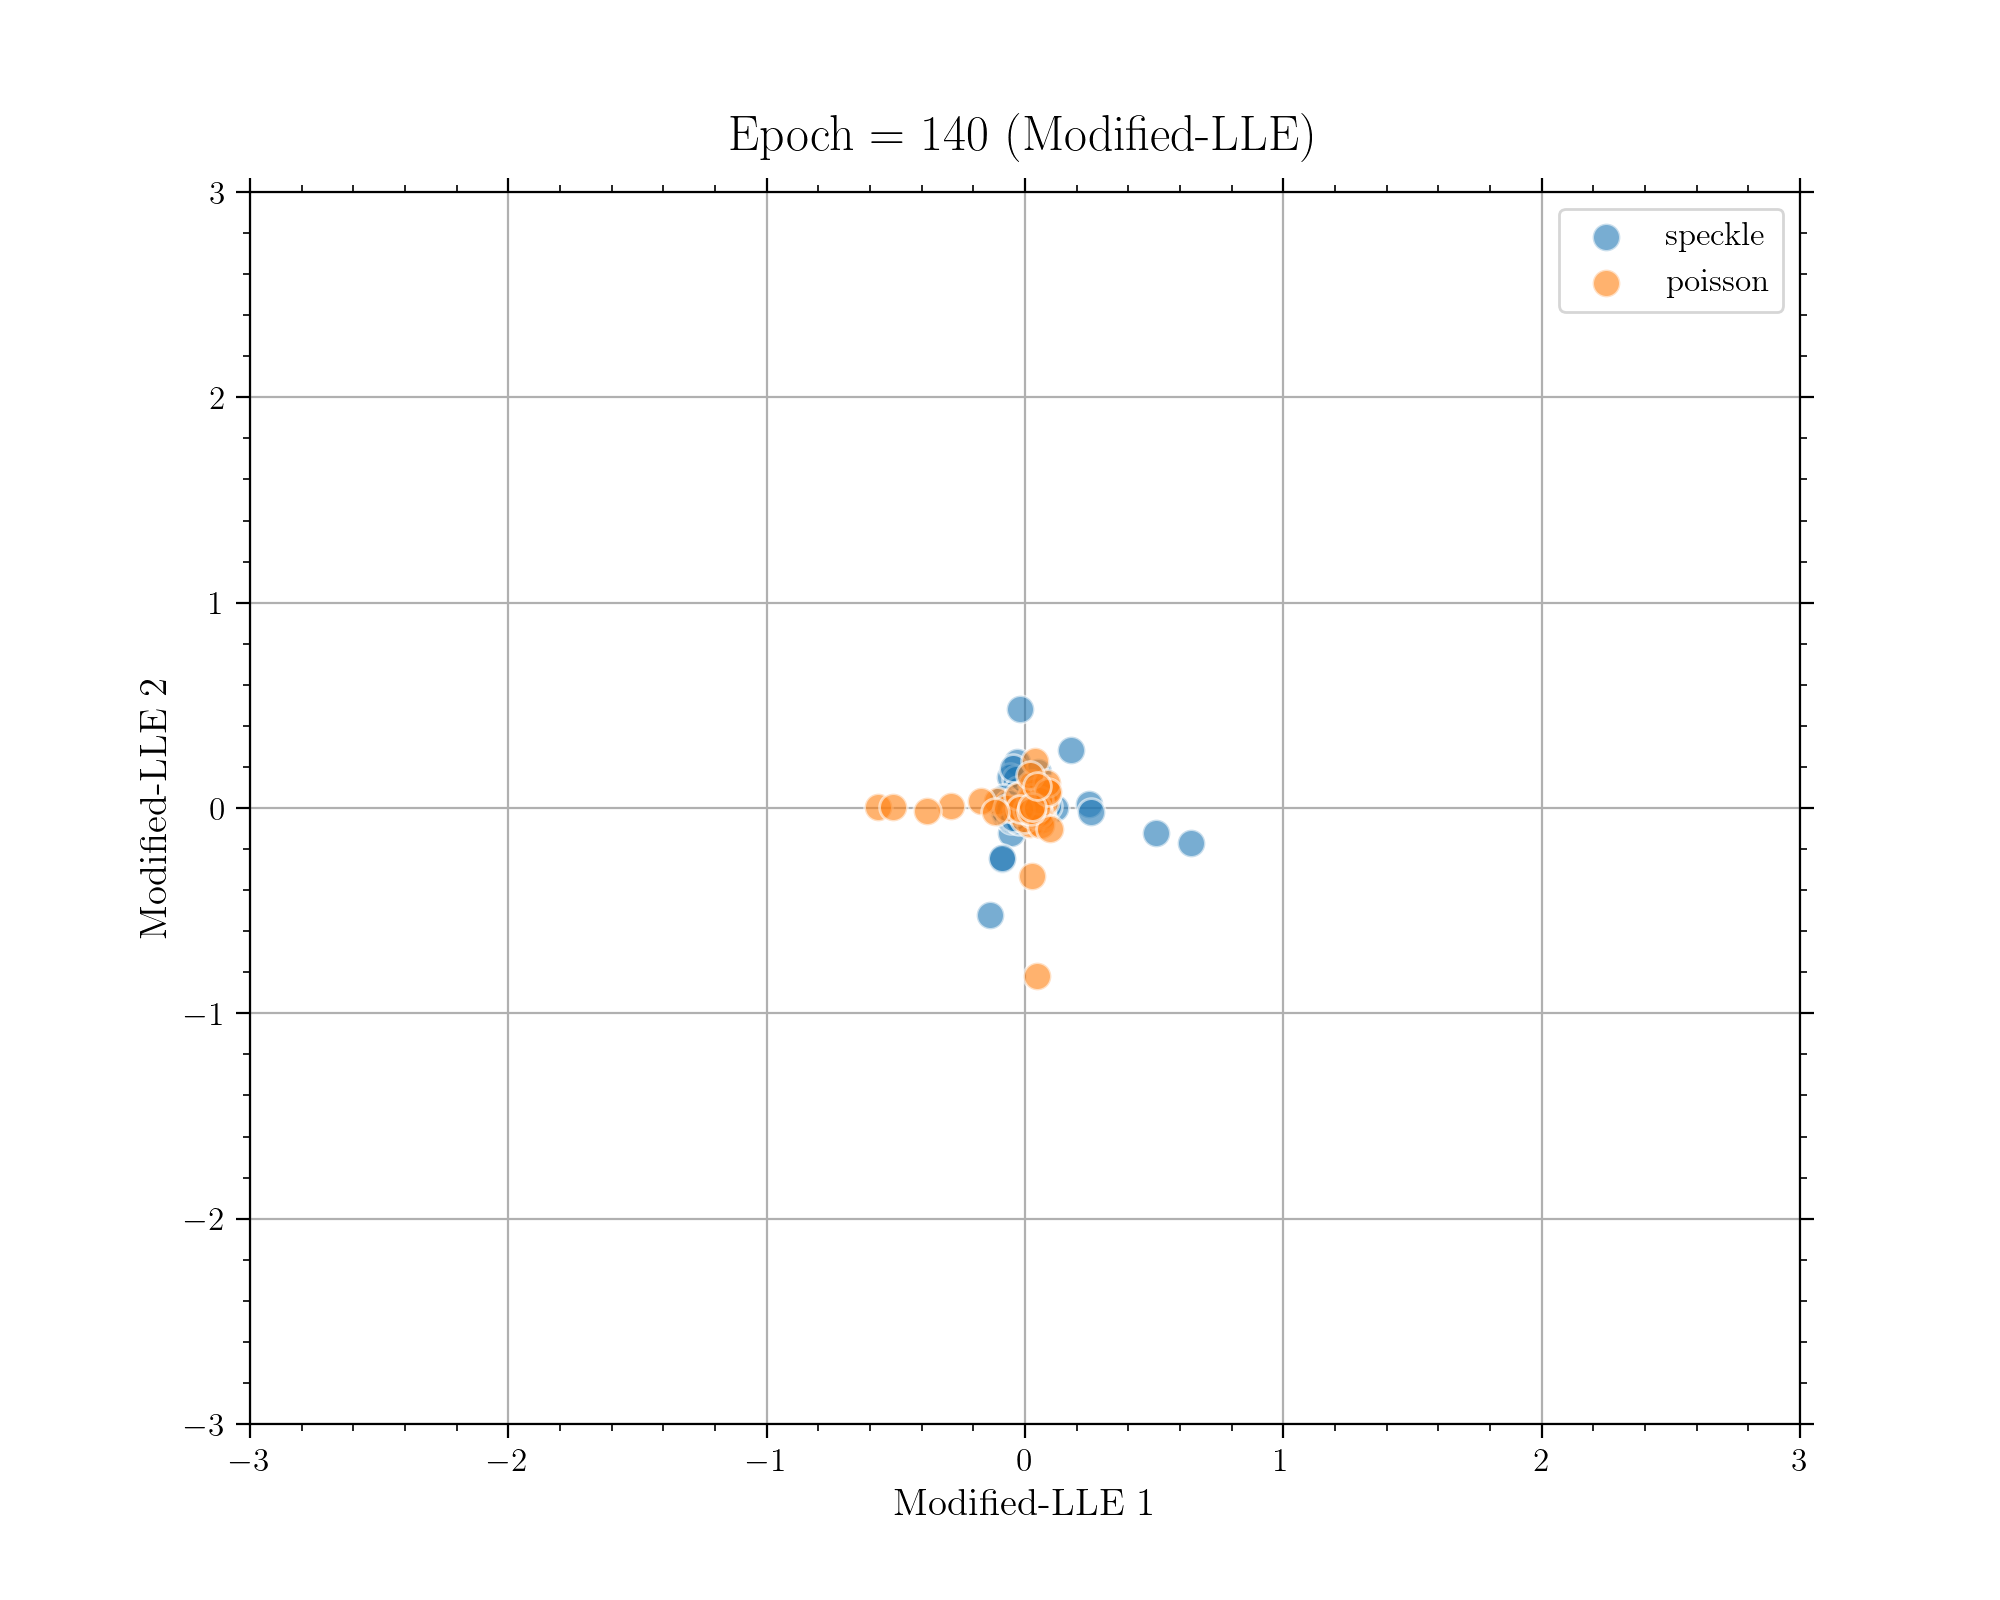 Epoch = 140 (Modified-LLE)
speckle
poisson
3
2
1
0
−1
−2
−3
Modified-LLE 2
−3
−2
−1
0
1
2
3
Modified-LLE 1